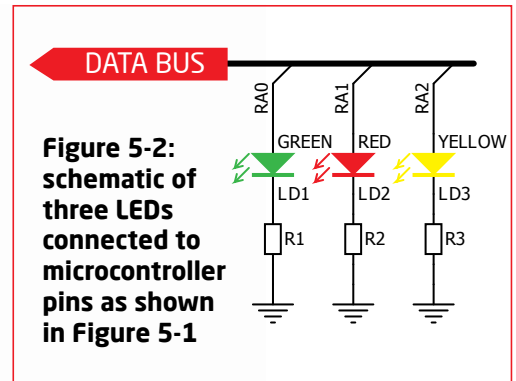 DATA BUS
RA0 RA1 RA2
GREEN RED YELLOW
LD1 LD2 LD3
R1 R2 R3
Figure 5-2:
schematic of
three LEDs
connected to
microcontroller
pins as shown
in Figure 5-1